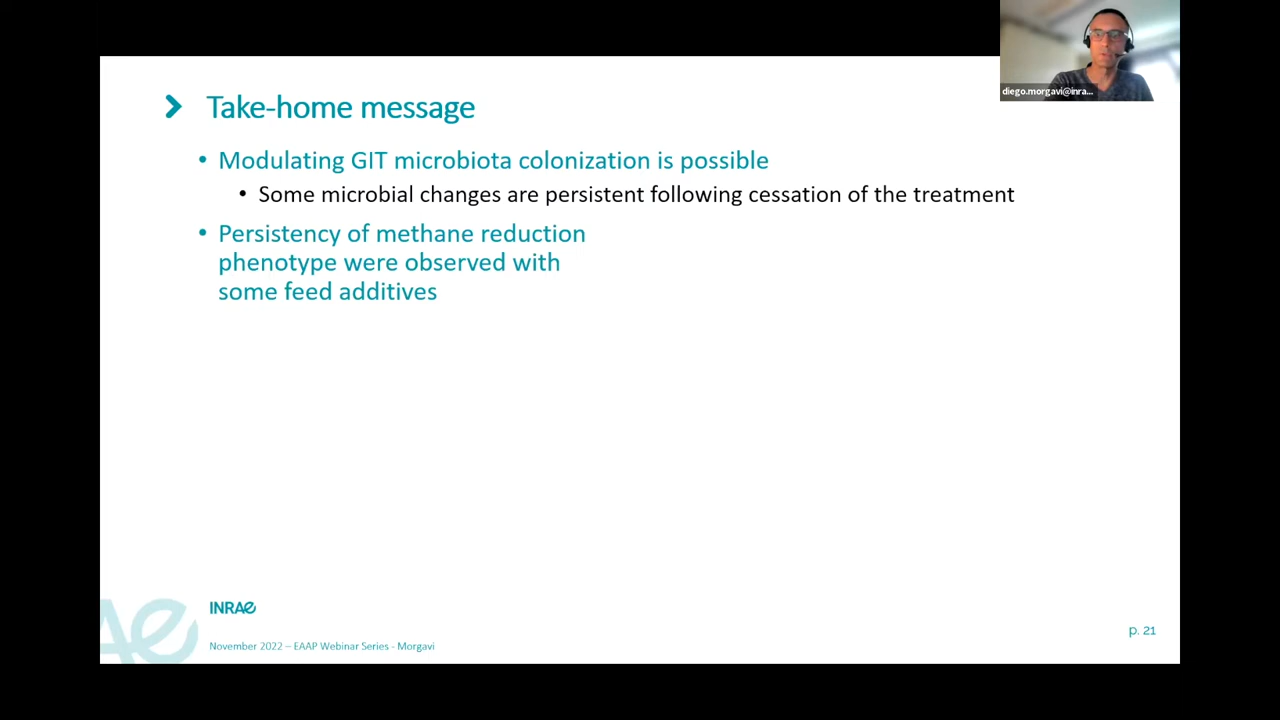 diego.morgavi@inra...
Take-home message
• Modulating GIT microbiota colonization is possible
• Some microbial changes are persistent following cessation of the treatment
• Persistency of methane reduction
phenotype were observed with
some feed additives
INRAE
November 2022 – EAAP Webinar Series - Morgavi
p. 21